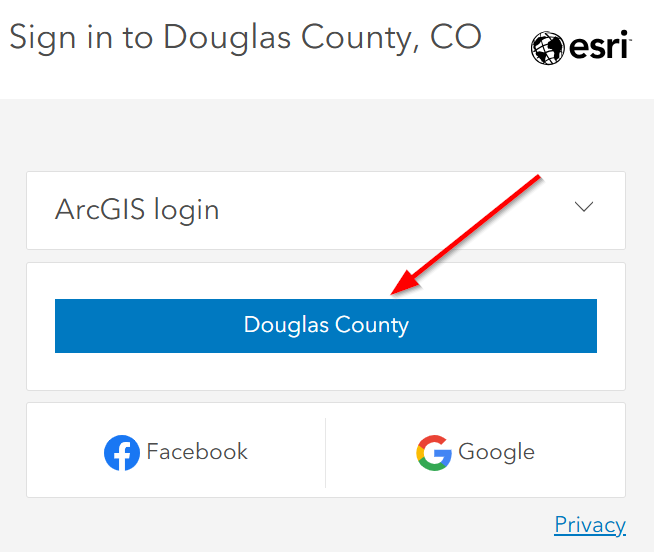 Sign in to Douglas County, CO
esri
ArcGIS login
Douglas County
Facebook
Google
Privacy